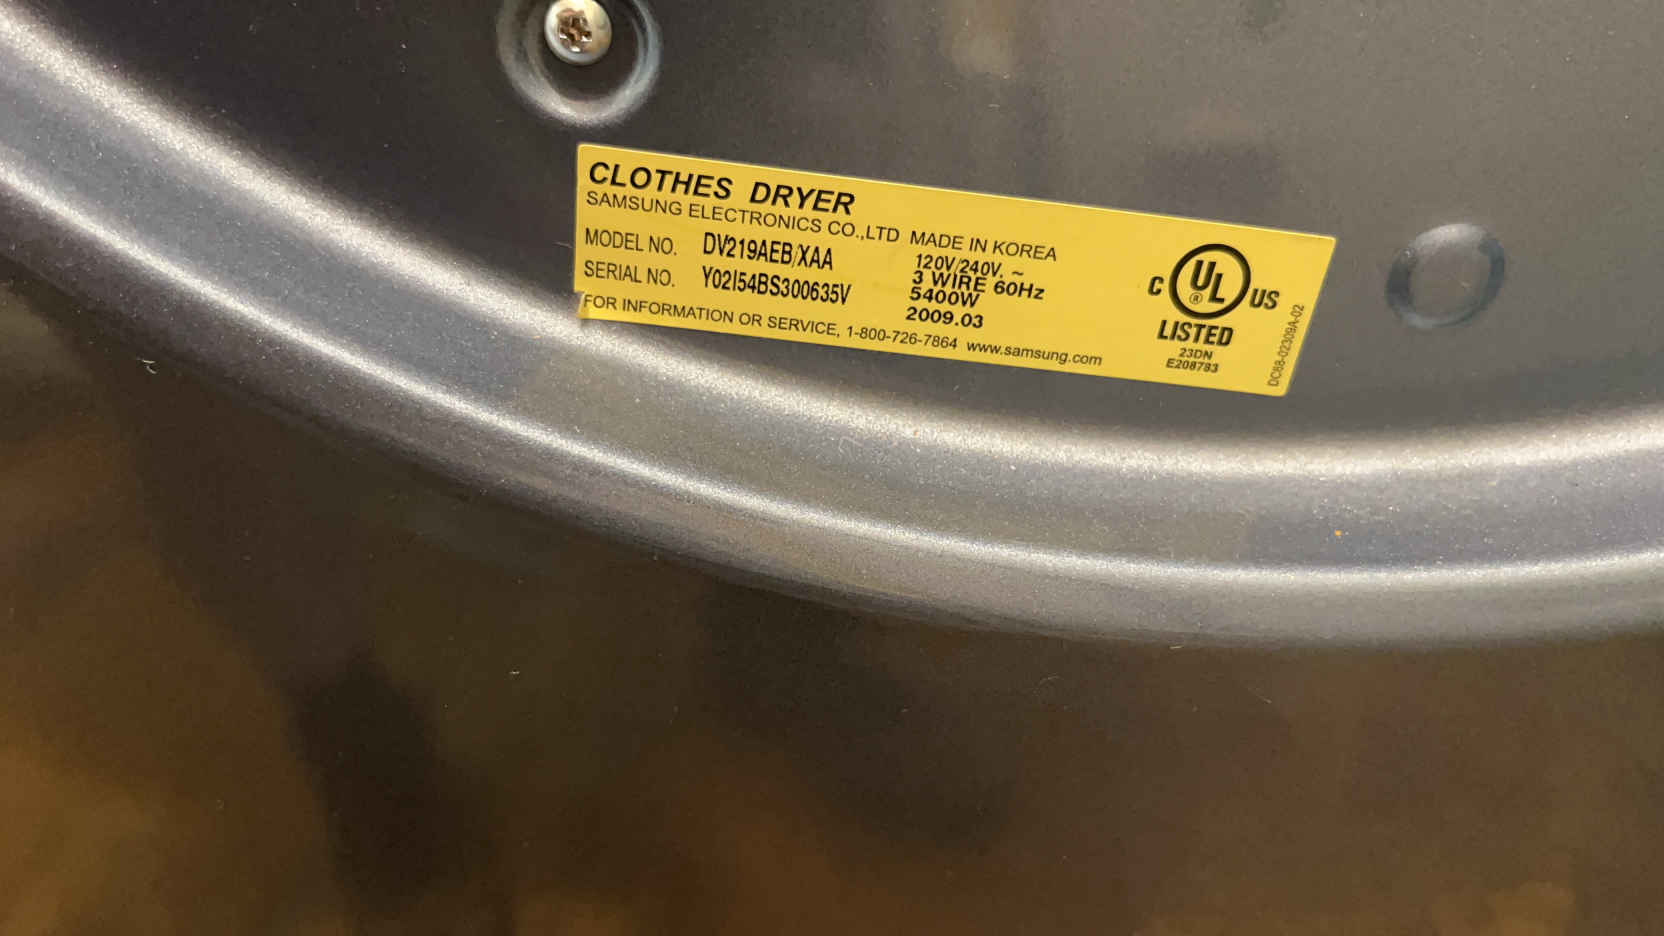 CLOTHES DRYER
SAMSUNG ELECTRONICS CO.,LTD MADE IN KOREA
MODEL NO. DV219AEB/XAA
SERIAL NO. Y02I54BS300635V
120V/240V, ~
3 WIRE 60Hz
5400W
2009.03
FOR INFORMATION OR SERVICE, 1-800-726-7864 www.samsung.com
C UL ® US
LISTED
23DN
E208783
DC68-02309A-02